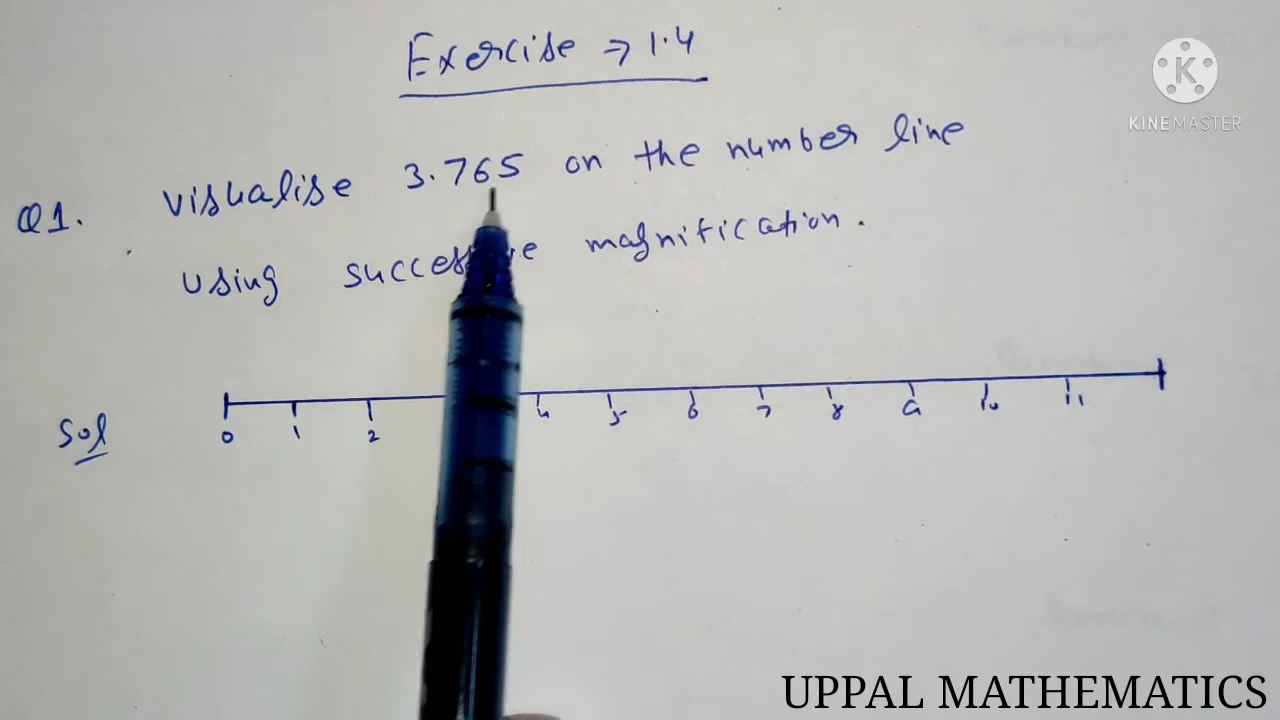 Exercise → 1.4
KINEMASTER
Q1. Visualise 3.765 on the number line
using magnification.
Sol
0 1 2 4 5 6 7 8 9 10 11
UPPAL MATHEMATICS